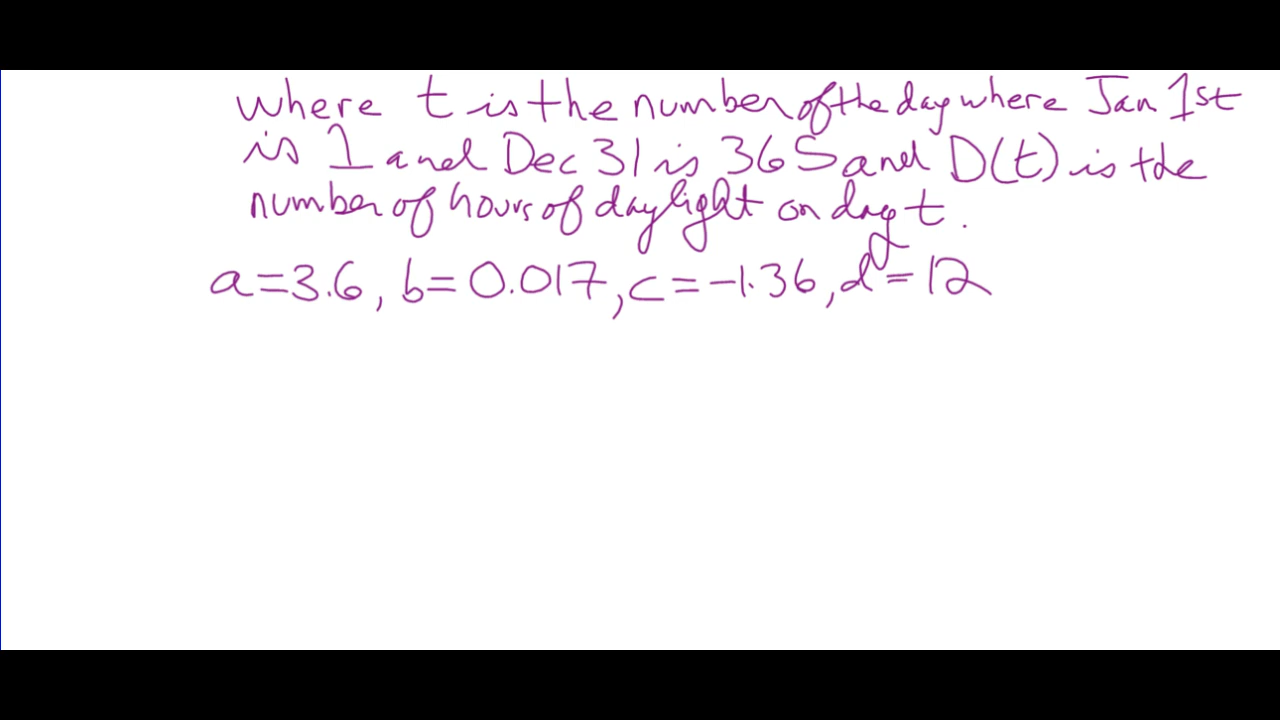 where t is the number of the day where Jan 1st
is 1 and Dec 31 is 365 and D(t) is the
number of hours of daylight on day t.
a=3.6, b=0.017, c=-1.36, d=12